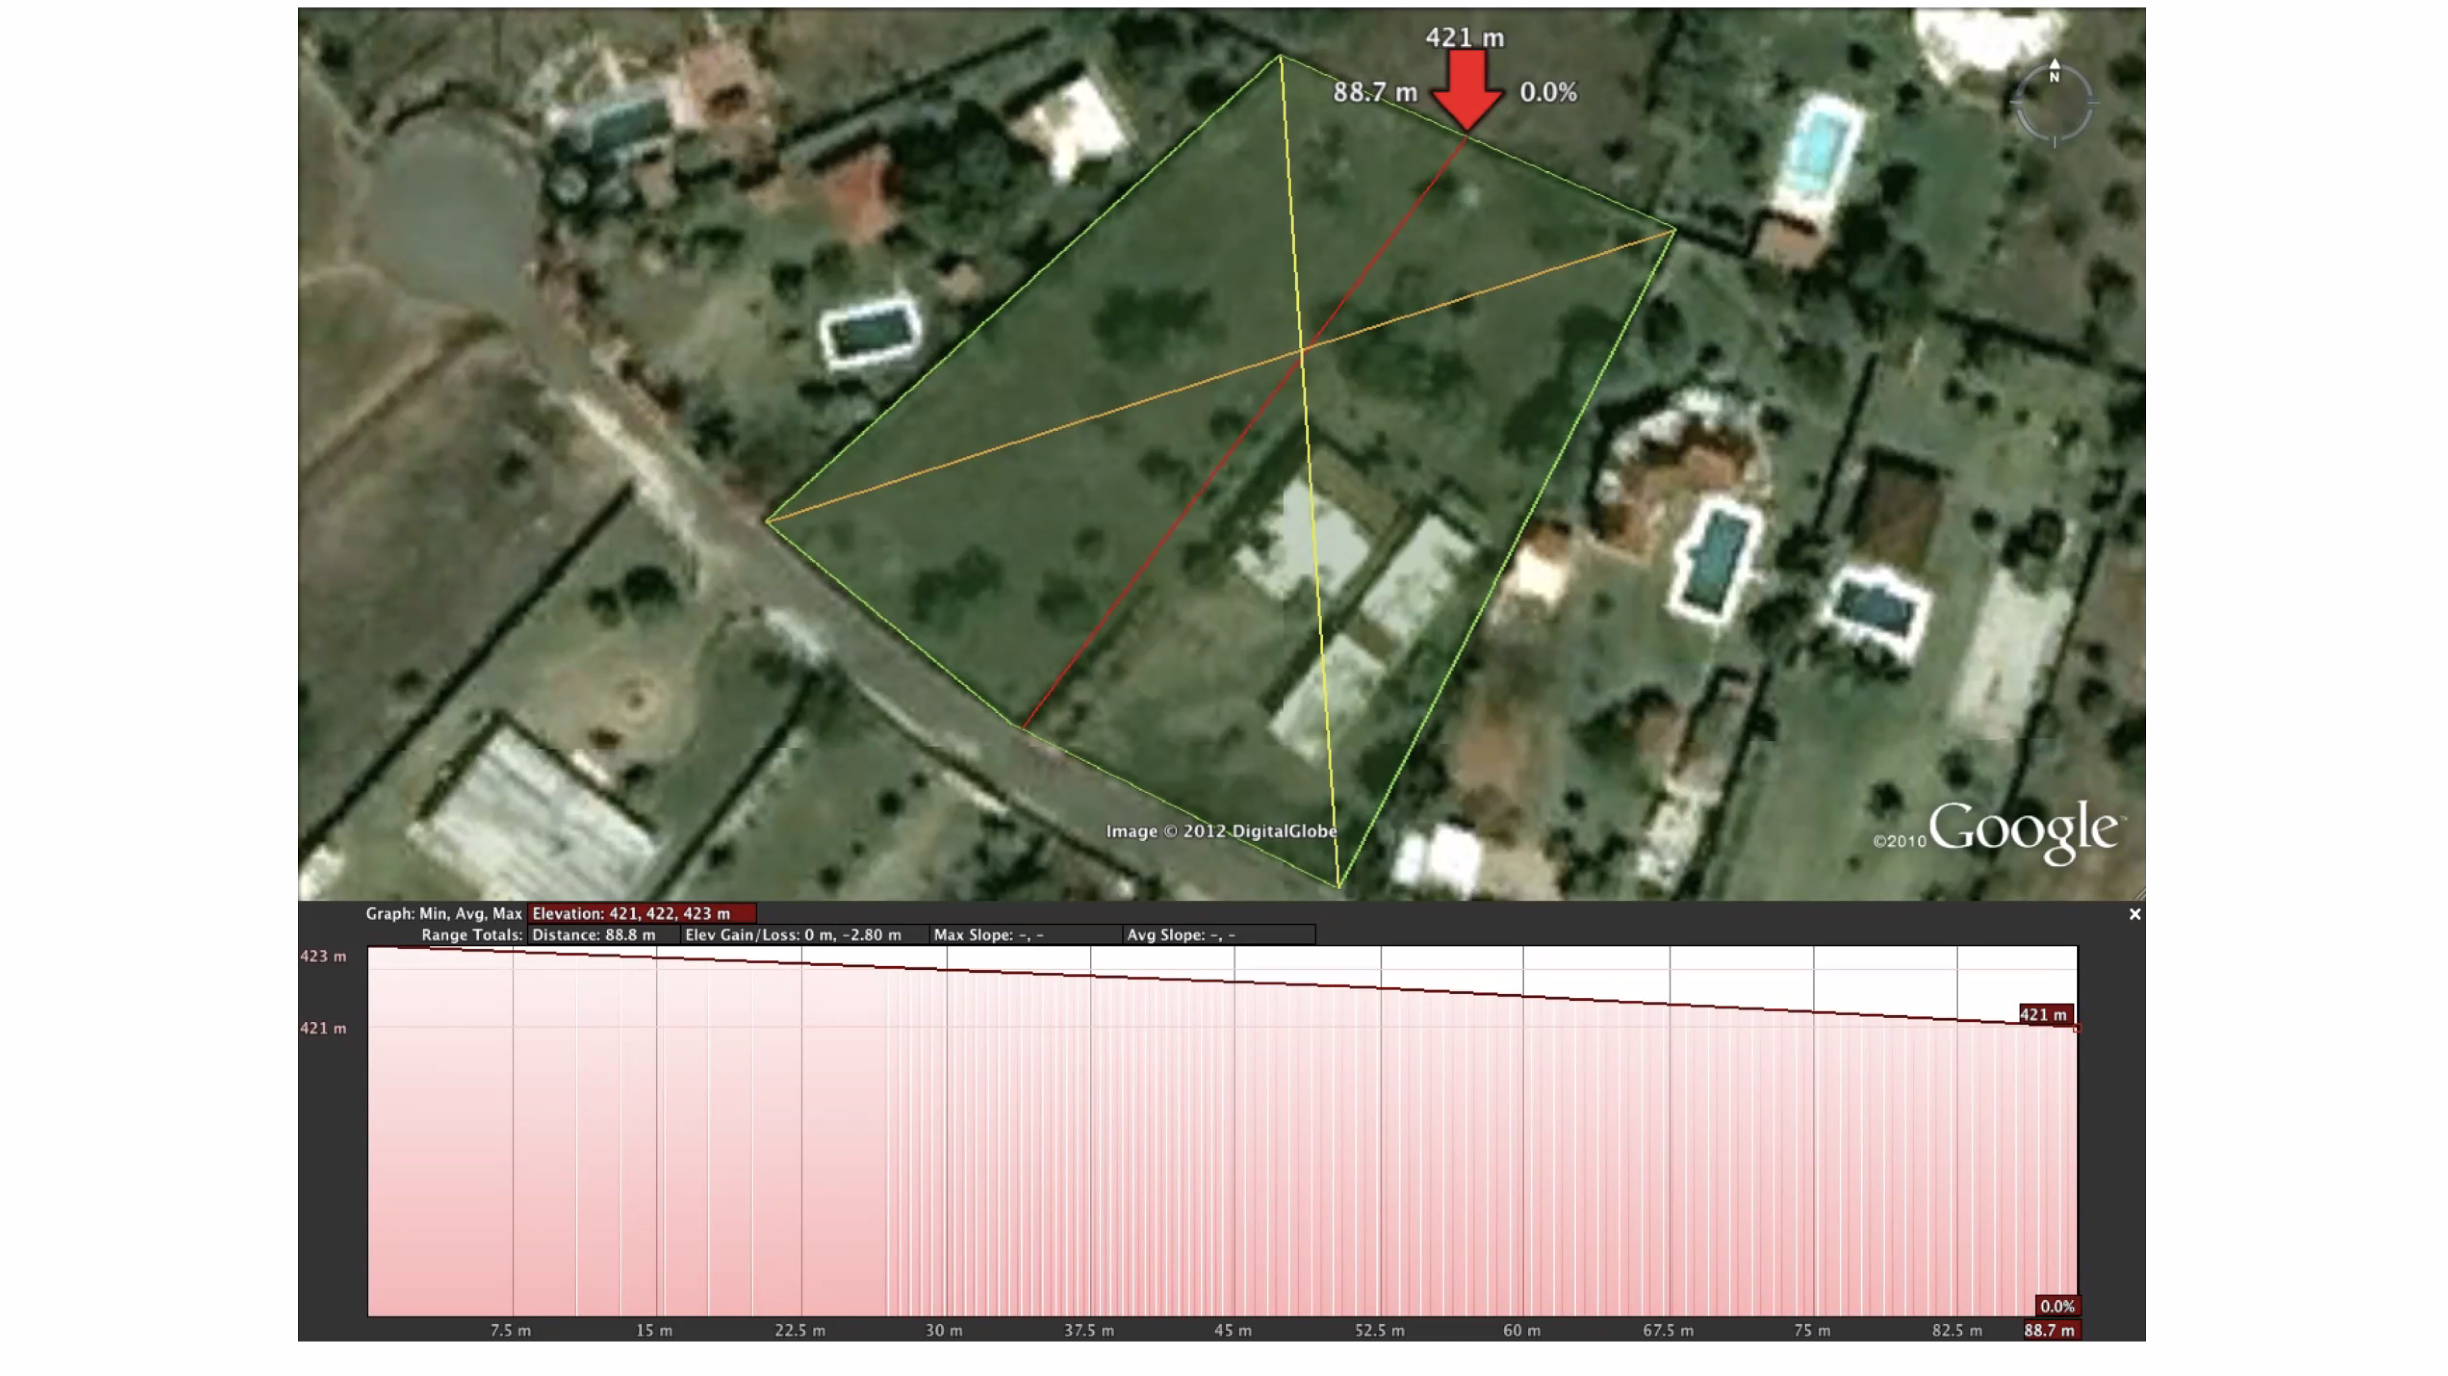 421 m
88.7 m 0.0%
N
Image © 2012 DigitalGlobe
©2010 Google™
Graph: Min, Avg, Max Elevation: 421, 422, 423 m
Range Totals: Distance: 88.8 m Elev Gain/Loss: 0 m, -2.80 m Max Slope: -, - Avg Slope: -, -
423 m
421 m
421 m
0.0%
7.5 m 15 m 22.5 m 30 m 37.5 m 45 m 52.5 m 60 m 67.5 m 75 m 82.5 m 88.7 m